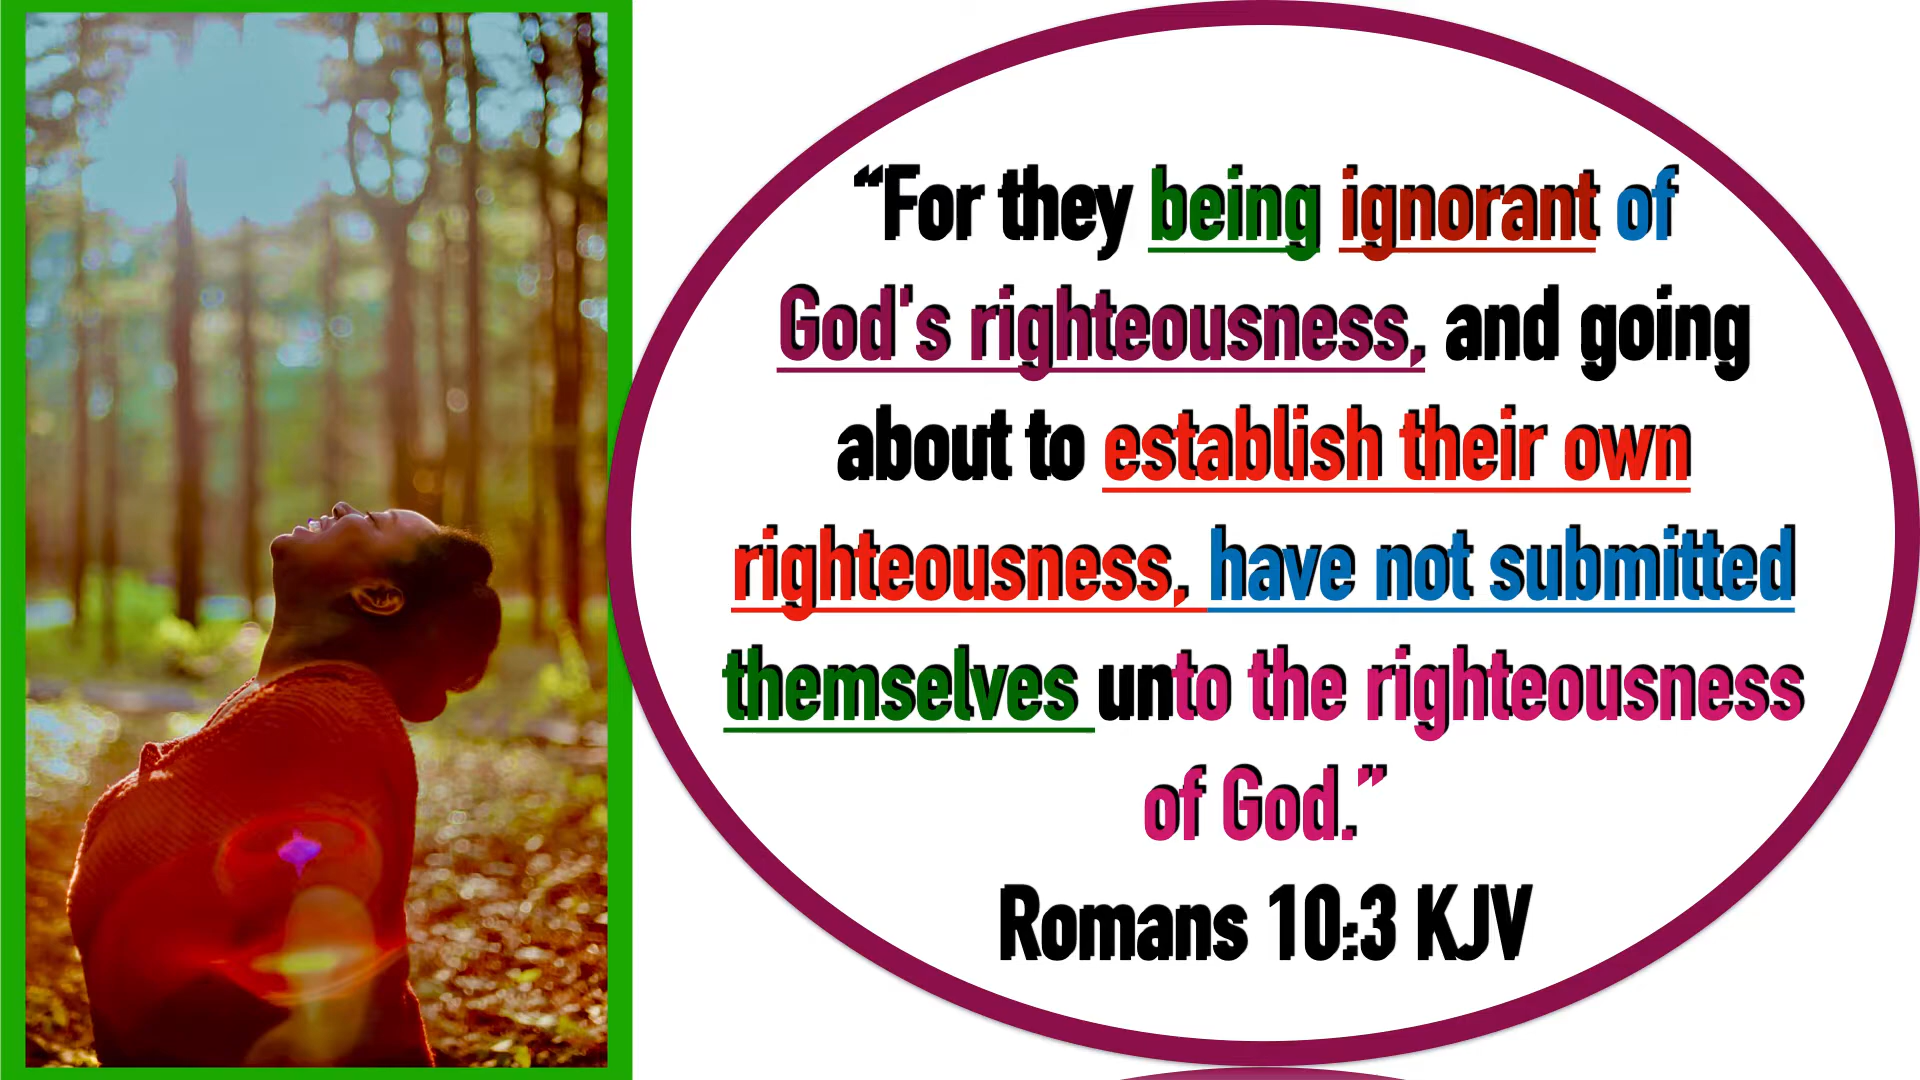 “For they being ignorant of
God's righteousness, and going
about to establish their own
righteousness, have not submitted
themselves unto the righteousness
of God.”
Romans 10:3 KJV